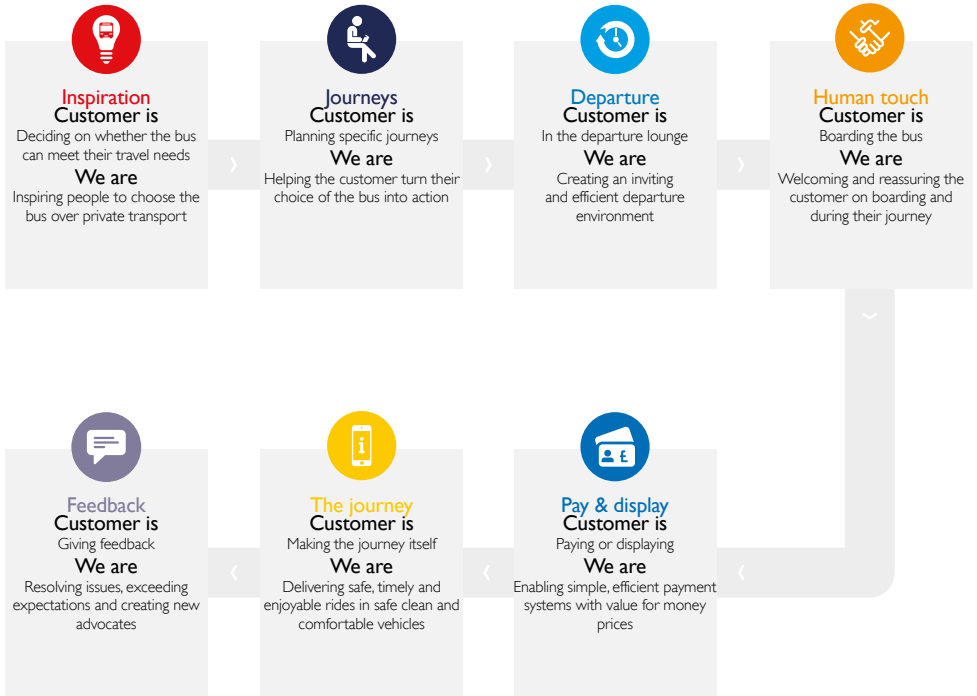 Inspiration
Customer is
Deciding on whether the bus
can meet their travel needs
We are
Inspiring people to choose the
bus over private transport
Journeys
Customer is
Planning specific journeys
We are
Helping the customer turn their
choice of the bus into action
Departure
Customer is
In the departure lounge
We are
Creating an inviting
and efficient departure
environment
Human touch
Customer is
Boarding the bus
We are
Welcoming and reassuring the
customer on boarding and
during their journey
£
Pay & display
Customer is
Paying or displaying
We are
Enabling simple, efficient payment
systems with value for money
prices
i
The journey
Customer is
Making the journey itself
We are
Delivering safe, timely and
enjoyable rides in safe clean and
comfortable vehicles
Feedback
Customer is
Giving feedback
We are
Resolving issues, exceeding
expectations and creating new
advocates